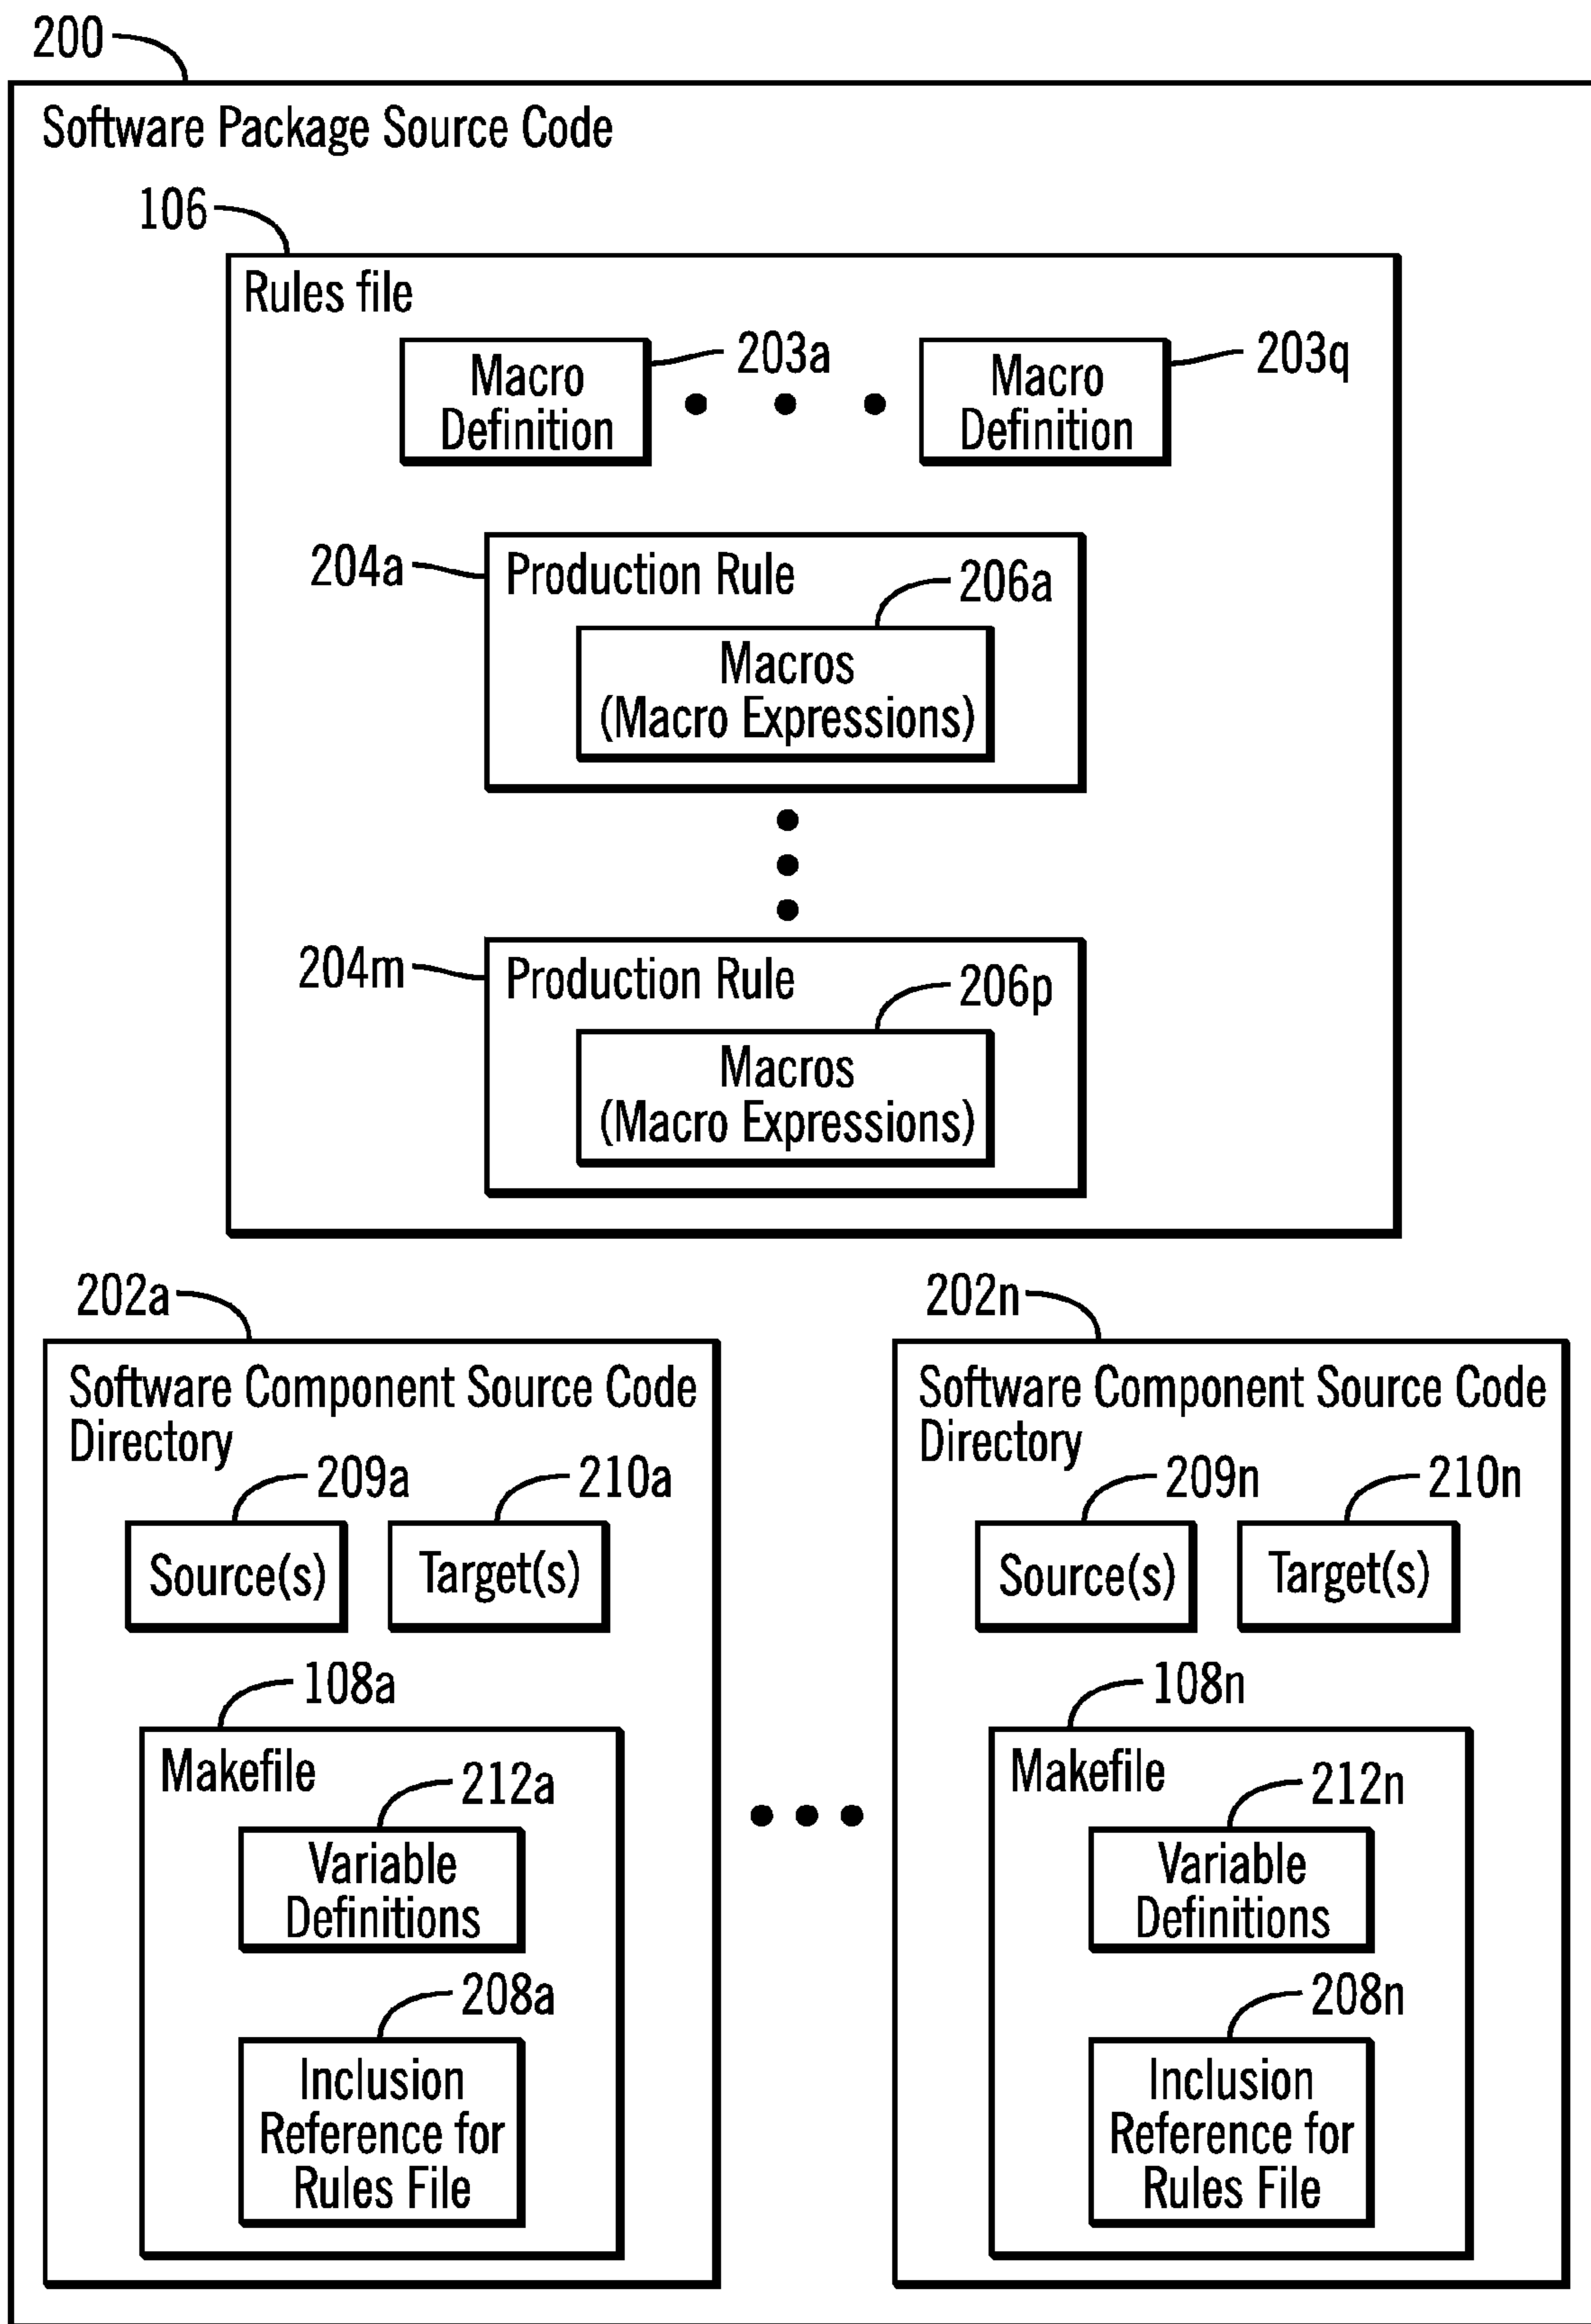 200
Software Package Source Code
106
Rules file
203a
203q
Macro
Definition
Macro
Definition
204a
Production Rule
206a
Macros
(Macro Expressions)
204m
Production Rule
206p
Macros
(Macro Expressions)
202a
Software Component Source Code
Directory
209a
210a
Source(s)
Target(s)
108a
Makefile
212a
Variable
Definitions
208a
Inclusion
Reference for
Rules File
202n
Software Component Source Code
Directory
209n
210n
Source(s)
Target(s)
108n
Makefile
212n
Variable
Definitions
208n
Inclusion
Reference for
Rules File